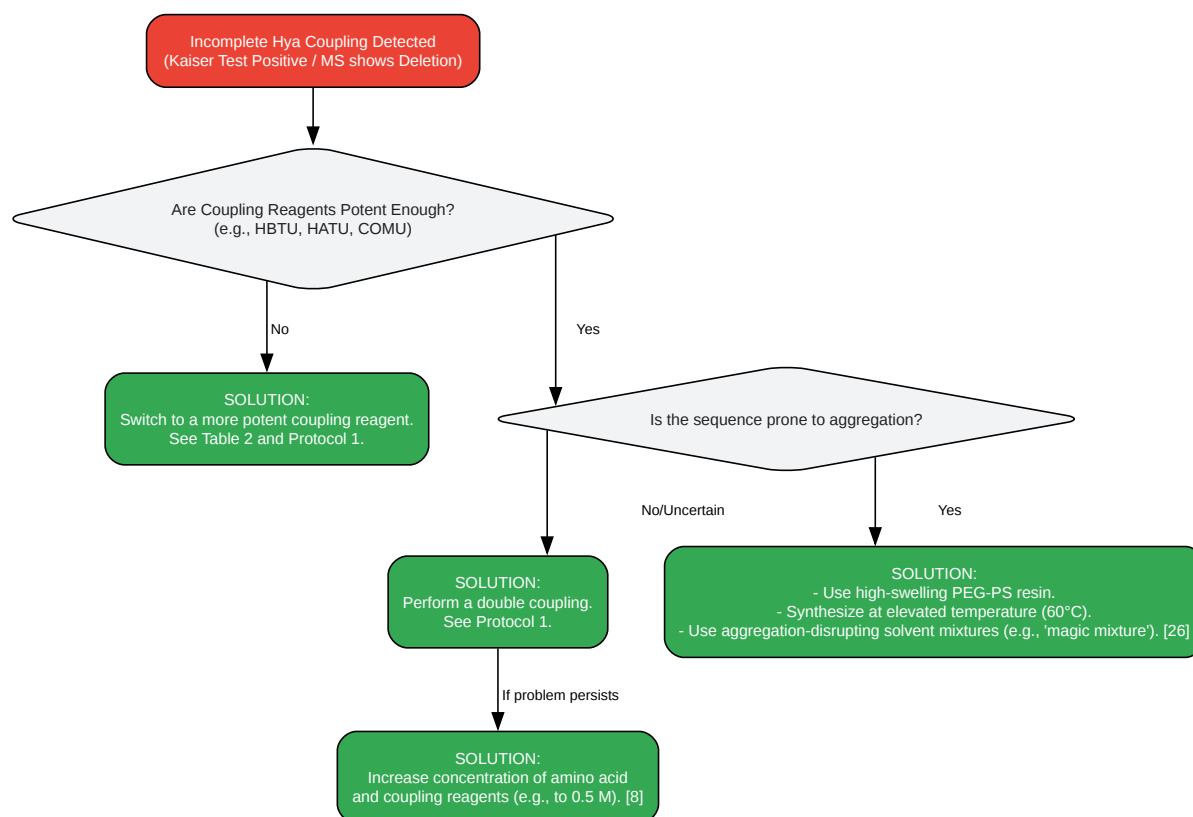 Incomplete Hya Coupling Detected
(Kaiser Test Positive / MS shows Deletion)
Are Coupling Reagents Potent Enough?
(e.g., HBTU, HATU, COMU)
No
Yes
SOLUTION:
Switch to a more potent coupling reagent.
See Table 2 and Protocol 1.
Is the sequence prone to aggregation?
No/Uncertain
Yes
SOLUTION:
Perform a double coupling.
See Protocol 1.
SOLUTION:
- Use high-swelling PEG-PS resin.
- Synthesize at elevated temperature (60°C).
- Use aggregation-disrupting solvent mixtures (e.g., 'magic mixture'). [26]
If problem persists
SOLUTION:
Increase concentration of amino acid
and coupling reagents (e.g., to 0.5 M). [8]